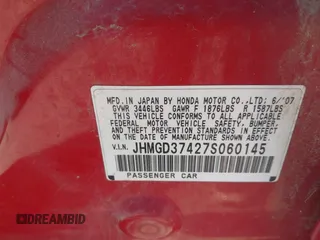 MFD. IN JAPAN BY HONDA MOTOR CO.,LTD. 6/07
GVWR 3446LBS GAWR F 1876LBS R 1587LBS
THIS VEHICLE CONFORMS TO ALL APPLICABLE
FEDERAL MOTOR VEHICLE SAFETY, BUMPER,
AND THEFT PREVENTION STANDARDS IN EFFECT
ON THE DATE OF MANUFACTURE SHOWN ABOVE.
V.I.N. JHMGD37427S060145
PASSENGER CAR
DREAMBID